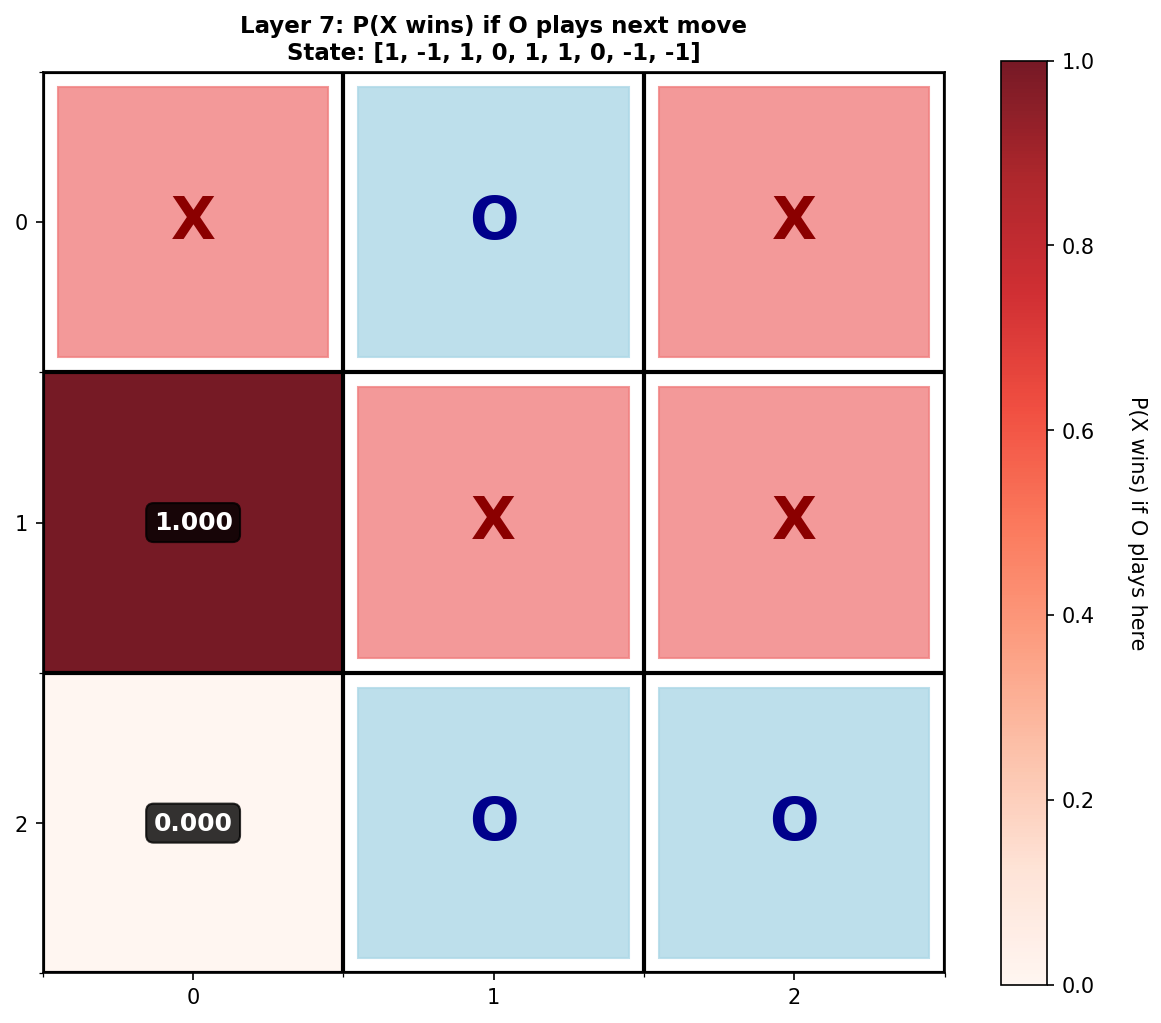 Layer 7: P(X wins) if O plays next move
State: [1, -1, 1, 0, 1, 1, 0, -1, -1]
0
X
O
X
1
1.000
X
X
2
0.000
O
O
0
1
2
1.0
0.8
0.6
0.4
0.2
0.0
P(X wins) if O plays here